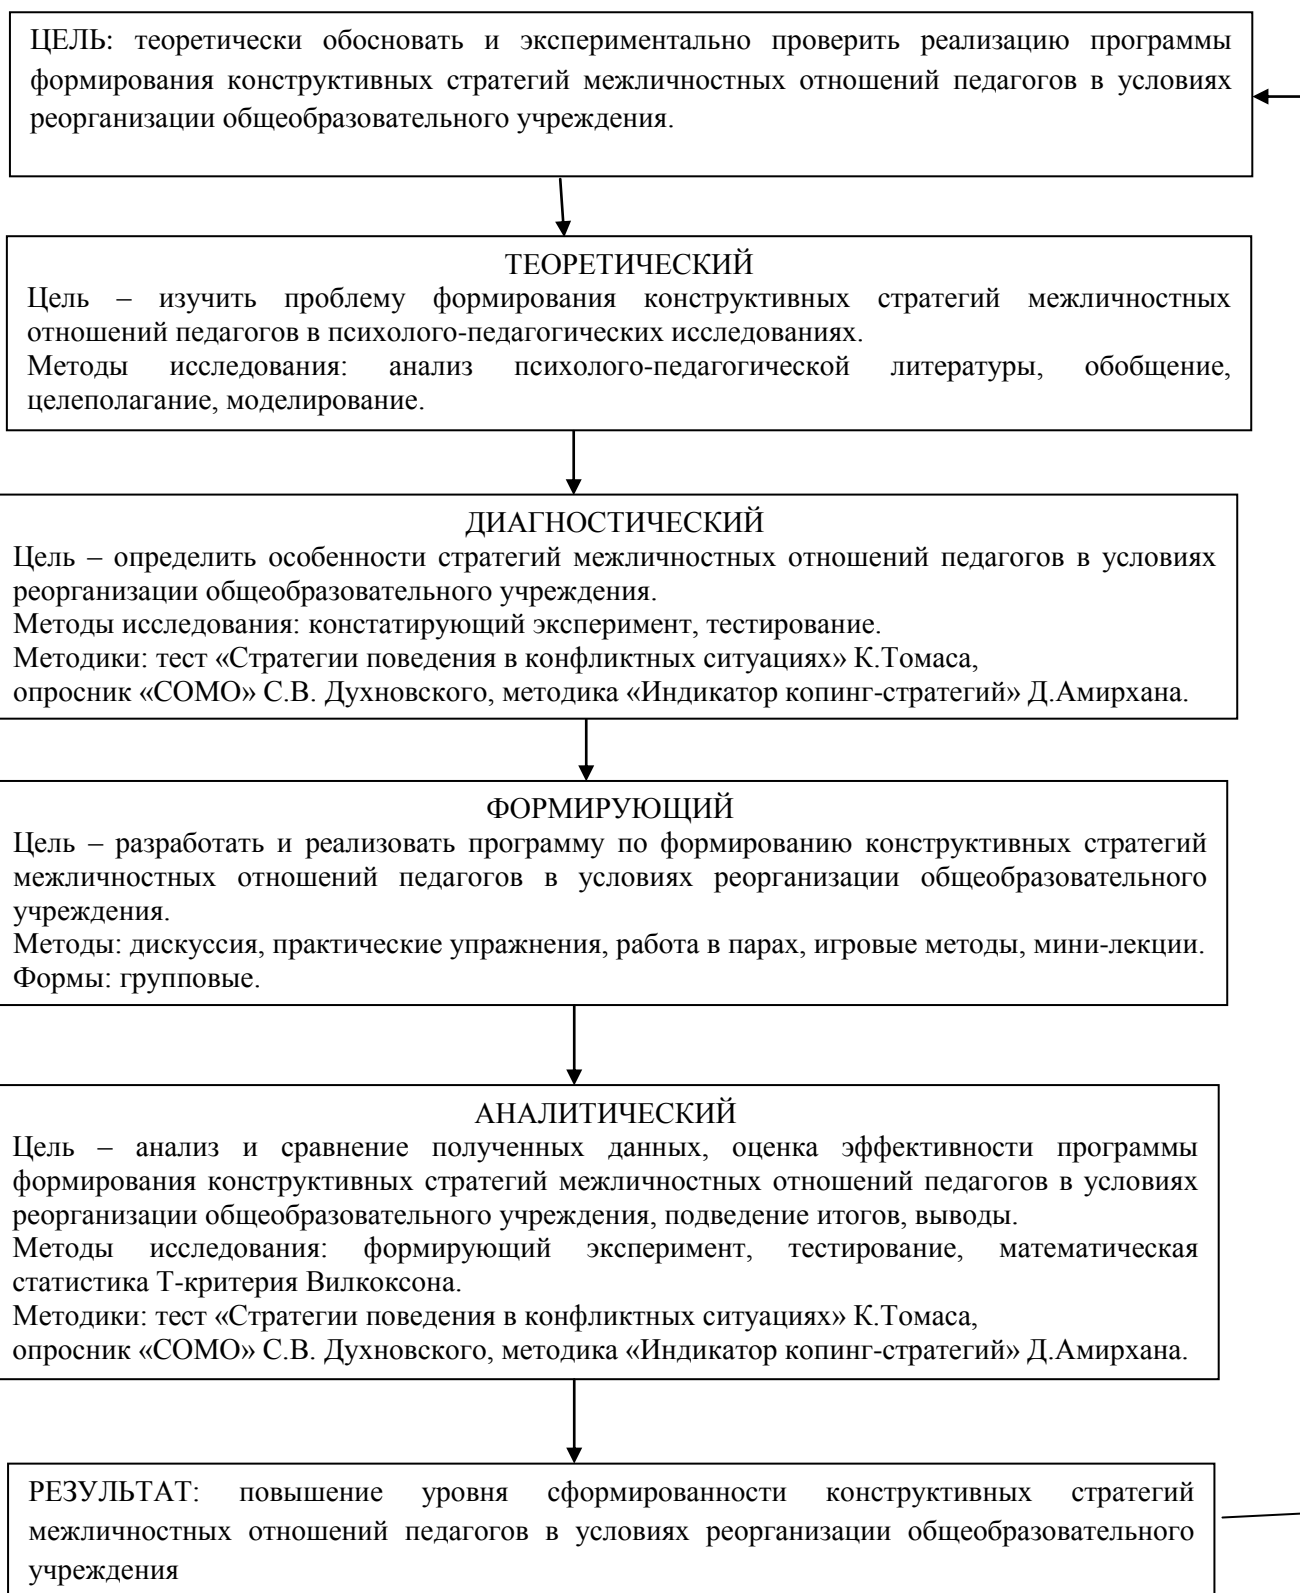 ЦЕЛЬ: теоретически обосновать и экспериментально проверить реализацию программы
формирования конструктивных стратегий межличностных отношений педагогов в условиях
реорганизации общеобразовательного учреждения.
ТЕОРЕТИЧЕСКИЙ
Цель – изучить проблему формирования конструктивных стратегий межличностных
отношений педагогов в психолого-педагогических исследованиях.
Методы исследования: анализ психолого-педагогической литературы, обобщение,
целеполагание, моделирование.
ДИАГНОСТИЧЕСКИЙ
Цель – определить особенности стратегий межличностных отношений педагогов в условиях
реорганизации общеобразовательного учреждения.
Методы исследования: констатирующий эксперимент, тестирование.
Методики: тест «Стратегии поведения в конфликтных ситуациях» К.Томаса,
опросник «СОМО» С.В. Духновского, методика «Индикатор копинг-стратегий» Д.Амирхана.
ФОРМИРУЮЩИЙ
Цель – разработать и реализовать программу по формированию конструктивных стратегий
межличностных отношений педагогов в условиях реорганизации общеобразовательного
учреждения.
Методы: дискуссия, практические упражнения, работа в парах, игровые методы, мини-лекции.
Формы: групповые.
АНАЛИТИЧЕСКИЙ
Цель – анализ и сравнение полученных данных, оценка эффективности программы
формирования конструктивных стратегий межличностных отношений педагогов в условиях
реорганизации общеобразовательного учреждения, подведение итогов, выводы.
Методы исследования: формирующий эксперимент, тестирование, математическая
статистика Т-критерия Вилкоксона.
Методики: тест «Стратегии поведения в конфликтных ситуациях» К.Томаса,
опросник «СОМО» С.В. Духновского, методика «Индикатор копинг-стратегий» Д.Амирхана.
РЕЗУЛЬТАТ: повышение уровня сформированности конструктивных стратегий
межличностных отношений педагогов в условиях реорганизации общеобразовательного
учреждения